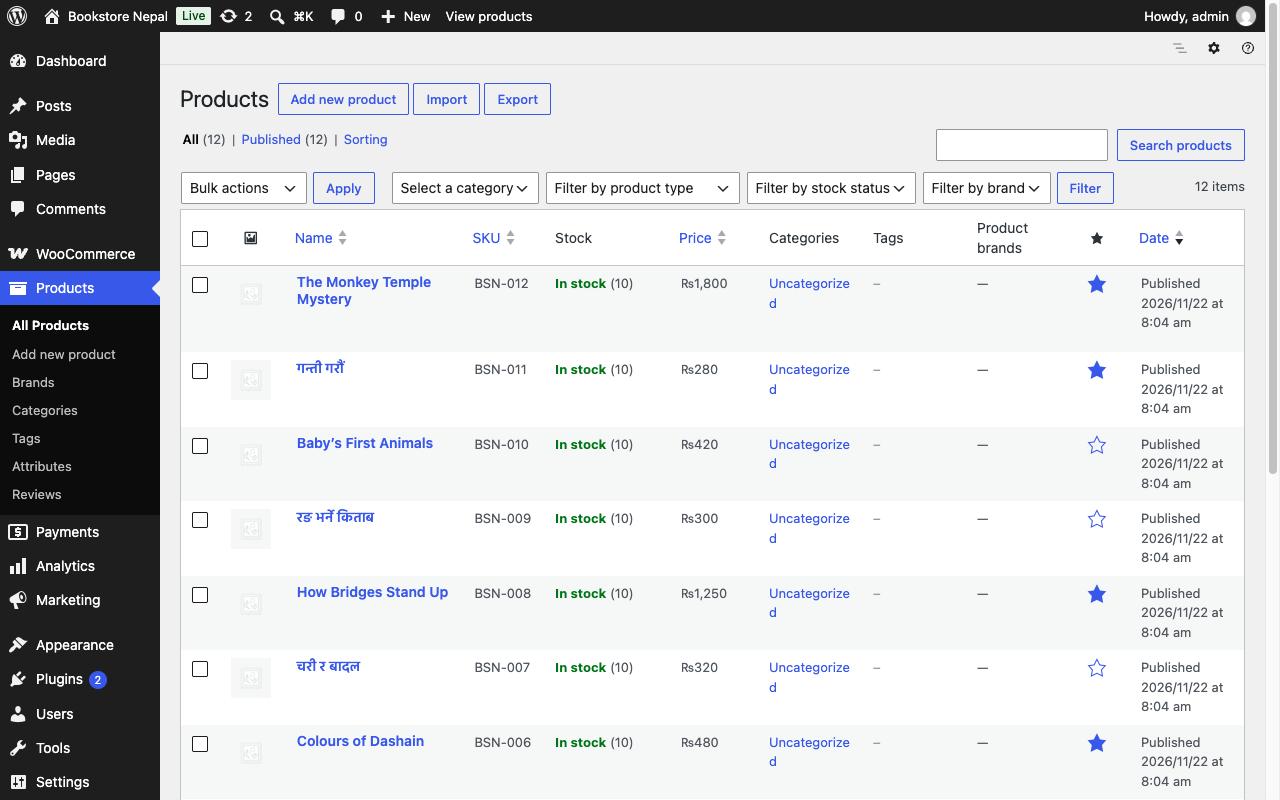 Bookstore Nepal Live 2 ⌘K 0 New View products Howdy, admin
Dashboard
Posts
Media
Pages
Comments
WooCommerce
Products
All Products
Add new product
Brands
Categories
Tags
Attributes
Reviews
Payments
Analytics
Marketing
Appearance
Plugins 2
Users
Tools
Settings
Products Add new product Import Export
All (12) | Published (12) | Sorting
Search products
Bulk actions Apply Select a category Filter by product type Filter by stock status Filter by brand Filter 12 items
Name SKU Stock Price Categories Tags Product brands Date
The Monkey Temple Mystery BSN-012 In stock (10) ₨1,800 Uncategorized – — Published 2026/11/22 at 8:04 am
गन्ती गरौं BSN-011 In stock (10) ₨280 Uncategorized – — Published 2026/11/22 at 8:04 am
Baby’s First Animals BSN-010 In stock (10) ₨420 Uncategorized – — Published 2026/11/22 at 8:04 am
रङ भर्ने किताब BSN-009 In stock (10) ₨300 Uncategorized – — Published 2026/11/22 at 8:04 am
How Bridges Stand Up BSN-008 In stock (10) ₨1,250 Uncategorized – — Published 2026/11/22 at 8:04 am
चरी र बादल BSN-007 In stock (10) ₨320 Uncategorized – — Published 2026/11/22 at 8:04 am
Colours of Dashain BSN-006 In stock (10) ₨480 Uncategorized – — Published 2026/11/22 at 8:04 am